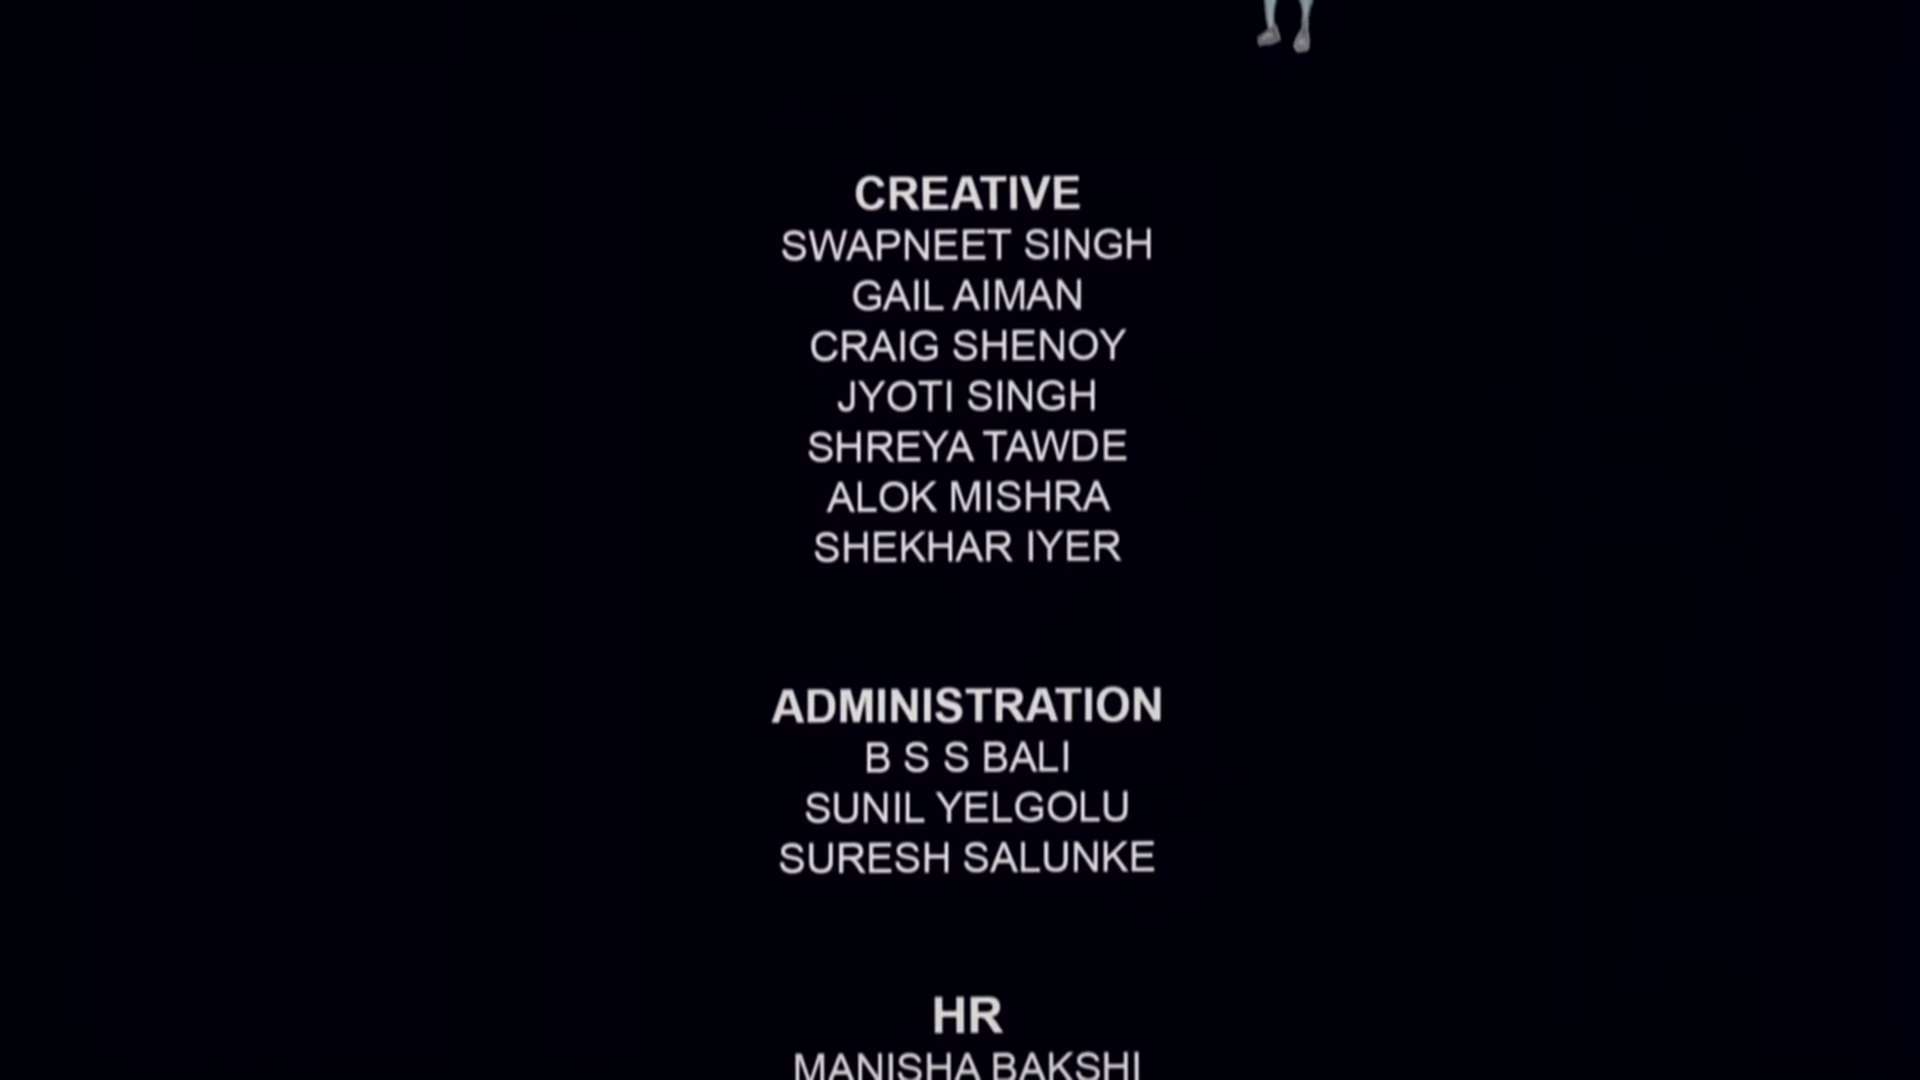 CREATIVE
SWAPNEET SINGH
GAIL AIMAN
CRAIG SHENOY
JYOTI SINGH
SHREYA TAWDE
ALOK MISHRA
SHEKHAR IYER
ADMINISTRATION
B S S BALI
SUNIL YELGOLU
SURESH SALUNKE
HR
MANISHA BAKSHI